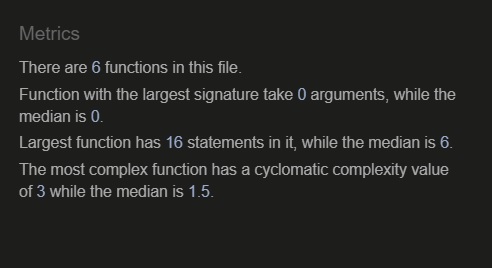 Metrics
There are 6 functions in this file.
Function with the largest signature take 0 arguments, while the
median is 0.
Largest function has 16 statements in it, while the median is 6.
The most complex function has a cyclomatic complexity value
of 3 while the median is 1.5.